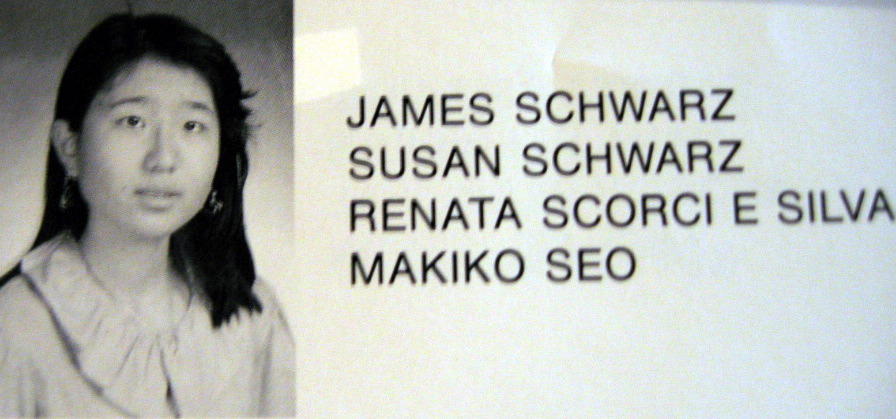 JAMES SCHWARZ
SUSAN SCHWARZ
RENATA SCORCI E SILVA
MAKIKO SEO